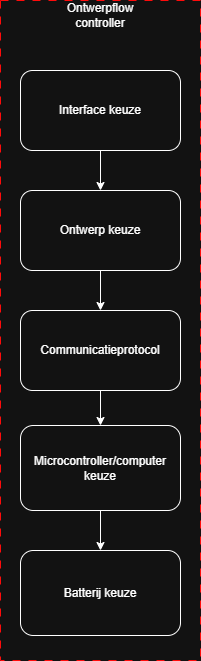 Ontwerpflow
controller
Interface keuze
Ontwerp keuze
Communicatieprotocol
Microcontroller/computer
keuze
Batterij keuze